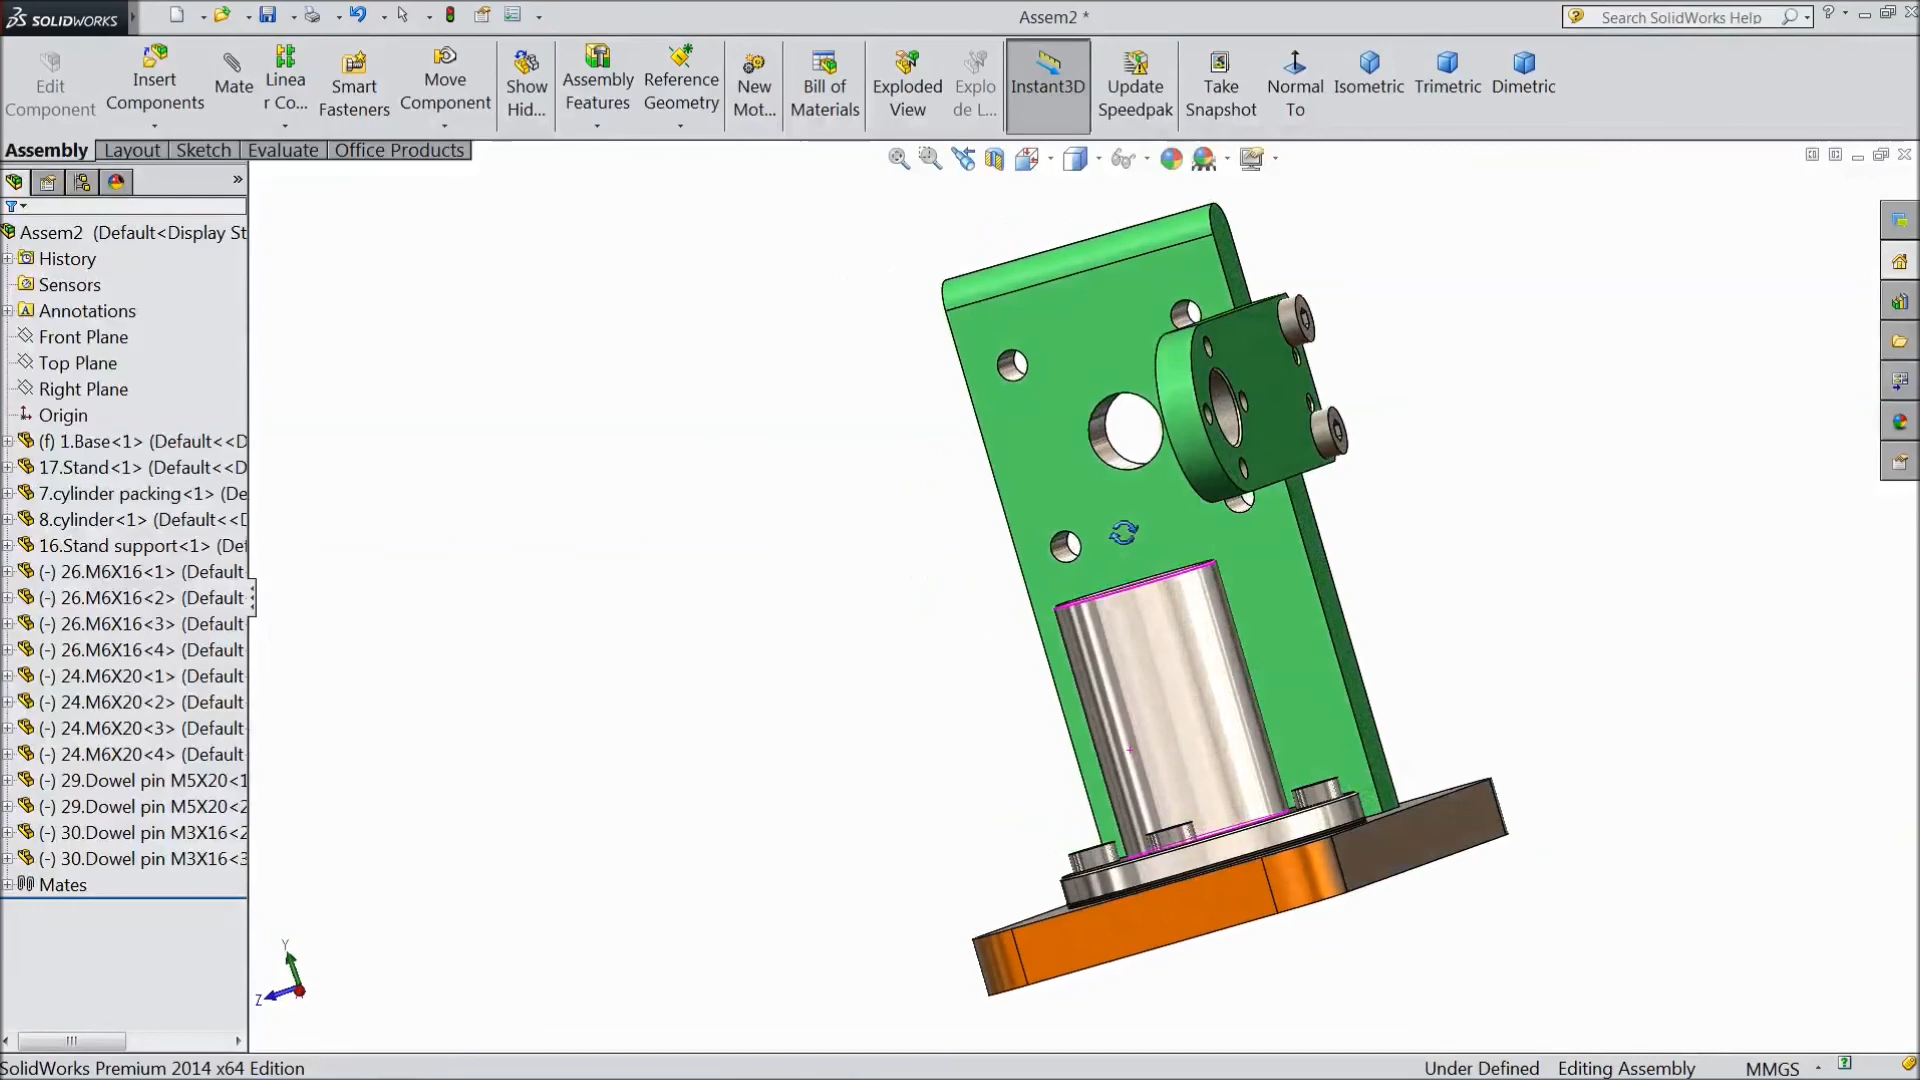 SOLIDWORKS
Assem2 *
Search SolidWorks Help
Edit Component
Insert Components
Mate
Linea r Co...
Smart Fasteners
Move Component
Show Hid...
Assembly Features
Reference Geometry
New Mot...
Bill of Materials
Exploded View
Explo de L...
Instant3D
Update Speedpak
Take Snapshot
Normal To
Isometric
Trimetric
Dimetric
Assembly
Layout
Sketch
Evaluate
Office Products
Assem2 (Default<Display St
History
Sensors
Annotations
Front Plane
Top Plane
Right Plane
Origin
(f) 1.Base<1> (Default<<D
17.Stand<1> (Default<<D
7.cylinder packing<1> (De
8.cylinder<1> (Default<<D
16.Stand support<1> (Def
(-) 26.M6X16<1> (Default
(-) 26.M6X16<2> (Default
(-) 26.M6X16<3> (Default
(-) 26.M6X16<4> (Default
(-) 24.M6X20<1> (Default
(-) 24.M6X20<2> (Default
(-) 24.M6X20<3> (Default
(-) 24.M6X20<4> (Default
(-) 29.Dowel pin M5X20<1
(-) 29.Dowel pin M5X20<2
(-) 30.Dowel pin M3X16<2
(-) 30.Dowel pin M3X16<3
Mates
Y
Z
SolidWorks Premium 2014 x64 Edition
Under Defined
Editing Assembly
MMGS